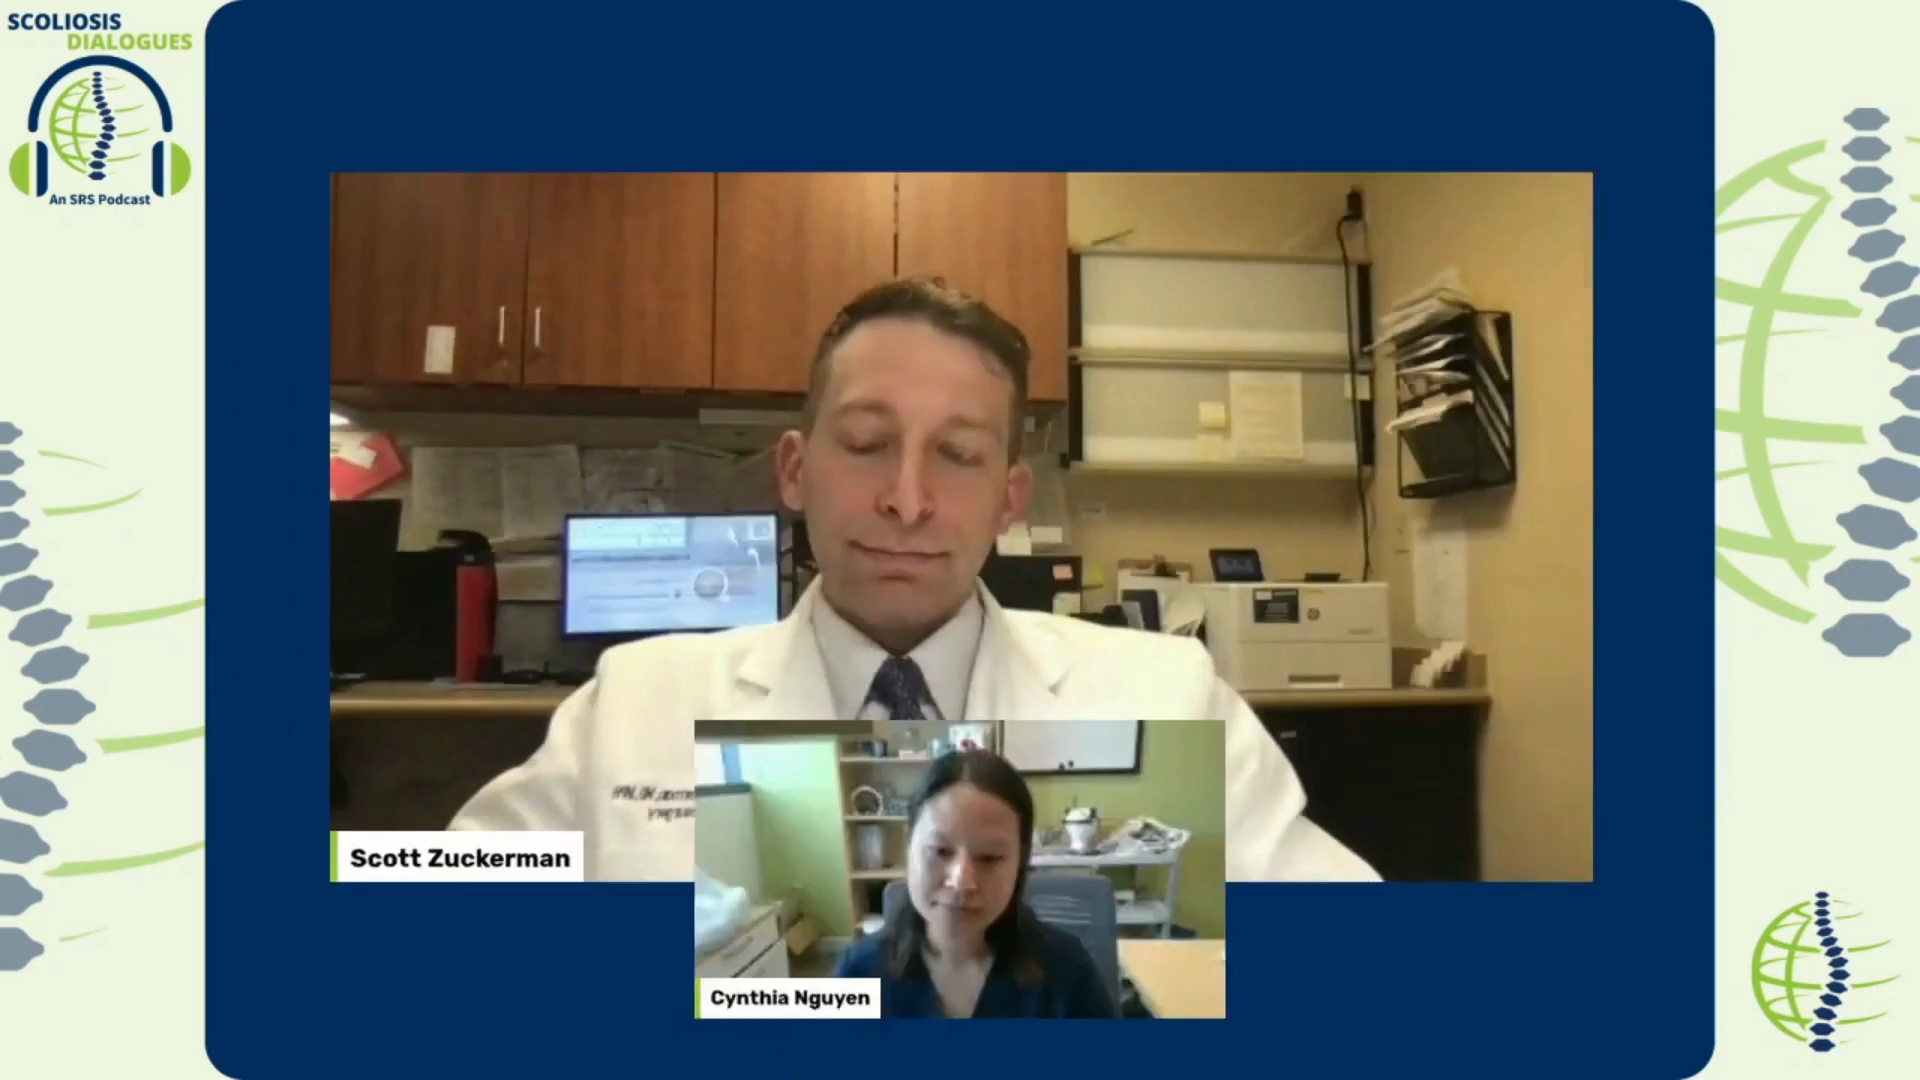 SCOLIOSIS
DIALOGUES
An SRS Podcast
Scott Zuckerman
Cynthia Nguyen